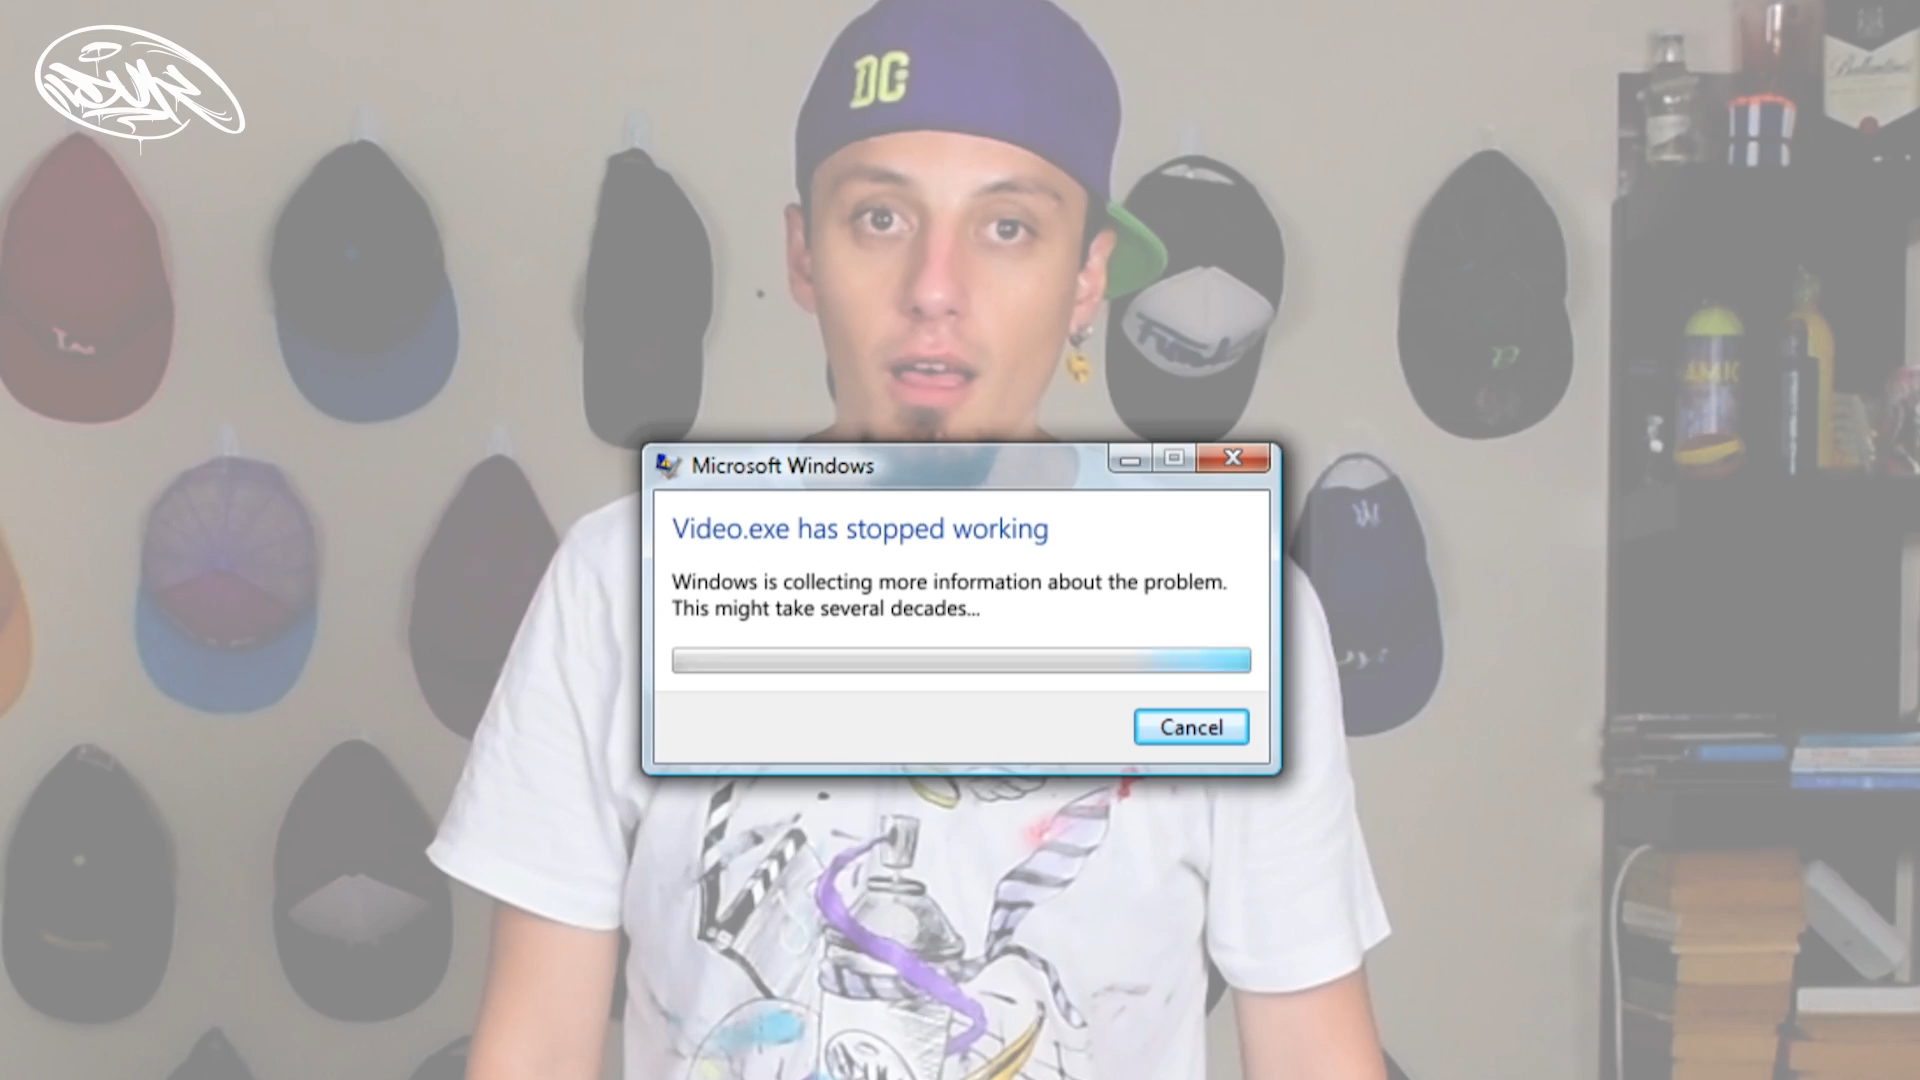 DC
Microsoft Windows
Video.exe has stopped working
Windows is collecting more information about the problem.
This might take several decades...
Cancel